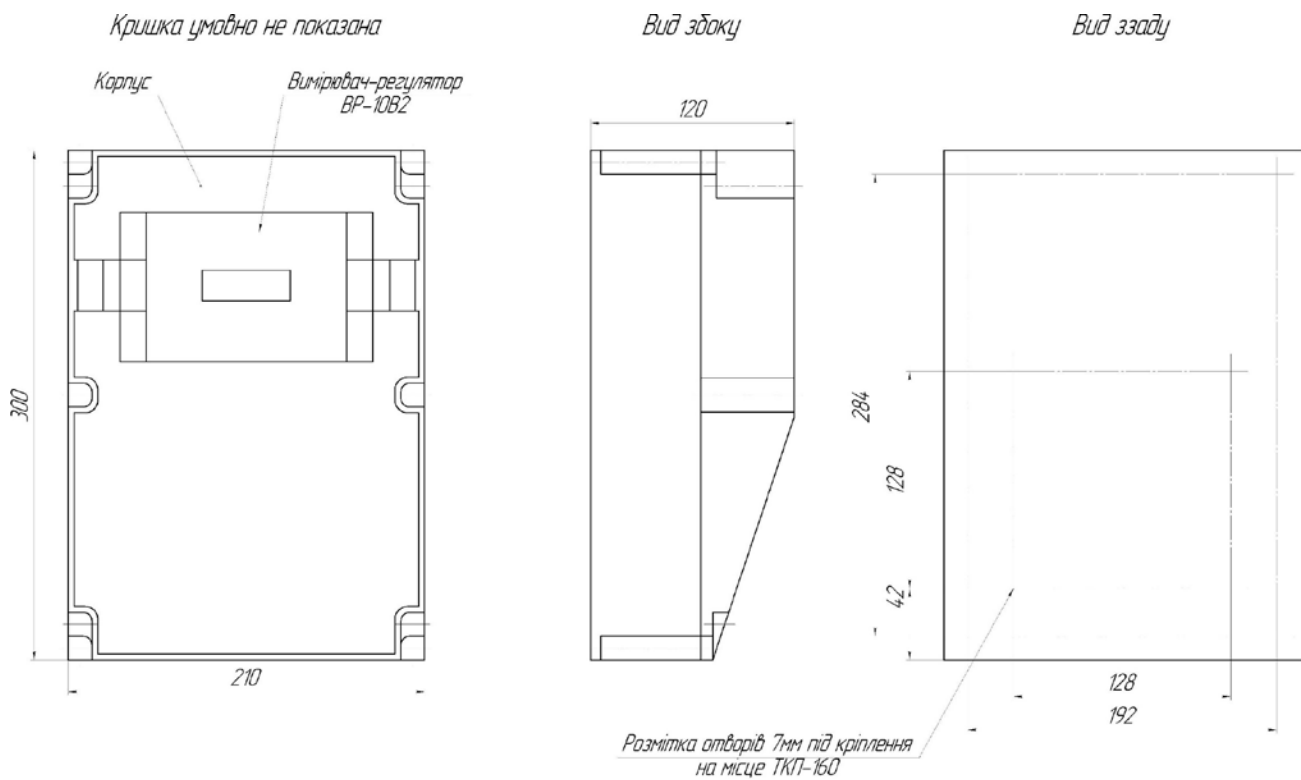 Кришка умовно не показана
Вид збоку
Вид ззаду
Корпус
Вимірювач-регулятор
ВР-10В2
120
300
284
128
42
210
128
192
Розмітка отворів 7мм під кріплення
на місце ТКП-160